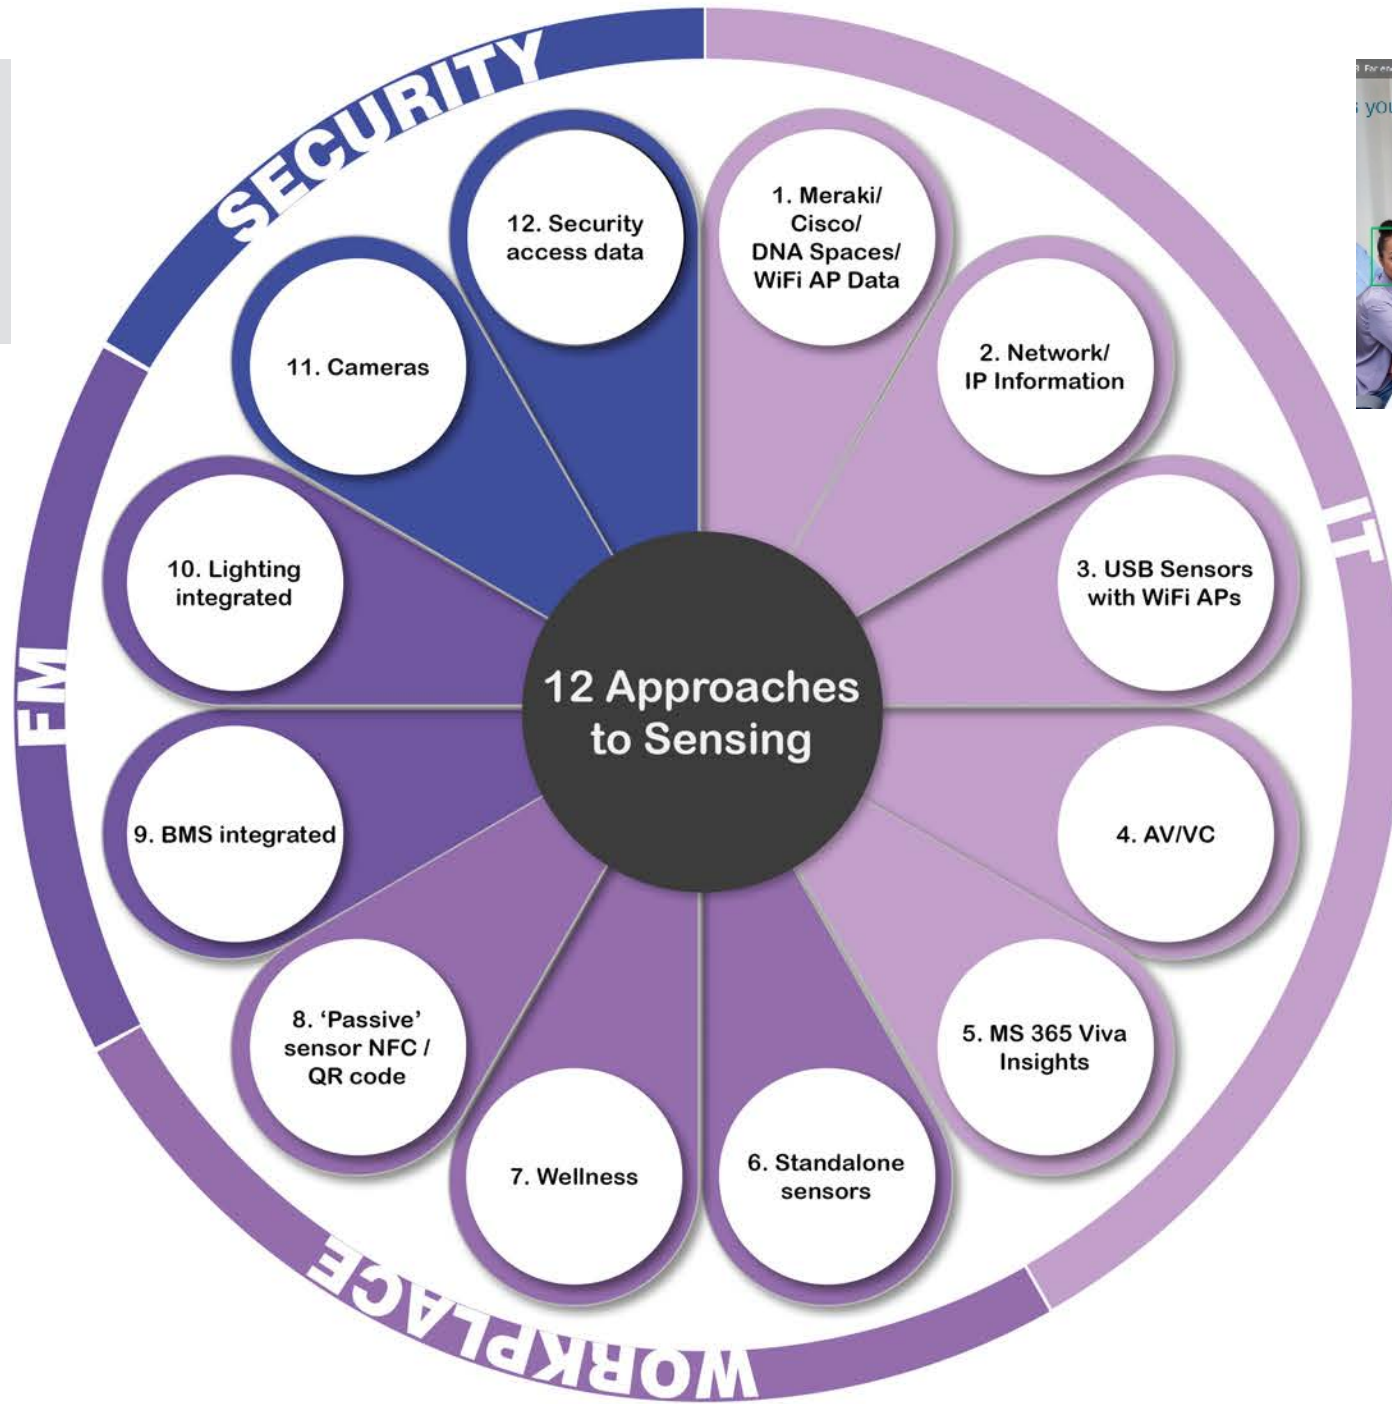 SECURITY
IT
WORKPLACE
FM
12 Approaches
to Sensing
1. Meraki/
Cisco/
DNA Spaces/
WiFi AP Data
2. Network/
IP Information
3. USB Sensors
with WiFi APs
4. AV/VC
5. MS 365 Viva
Insights
6. Standalone
sensors
7. Wellness
8. ‘Passive’
sensor NFC /
QR code
9. BMS integrated
10. Lighting
integrated
11. Cameras
12. Security
access data